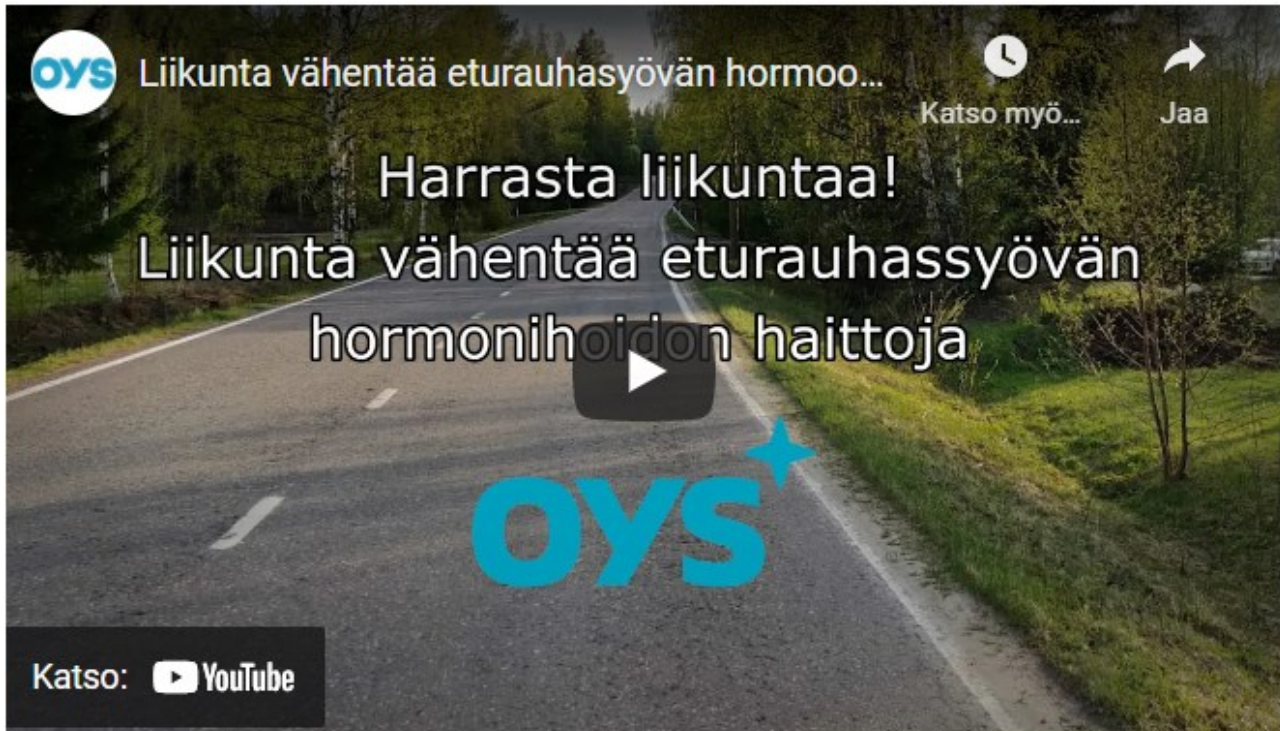 OYS Liikunta vähentää eturauhasyövän hormoo...
Katso myö... Jaa
Harrasta liikuntaa!
Liikunta vähentää eturauhassyövän
hormonihoidon haittoja
OYS
Katso: YouTube